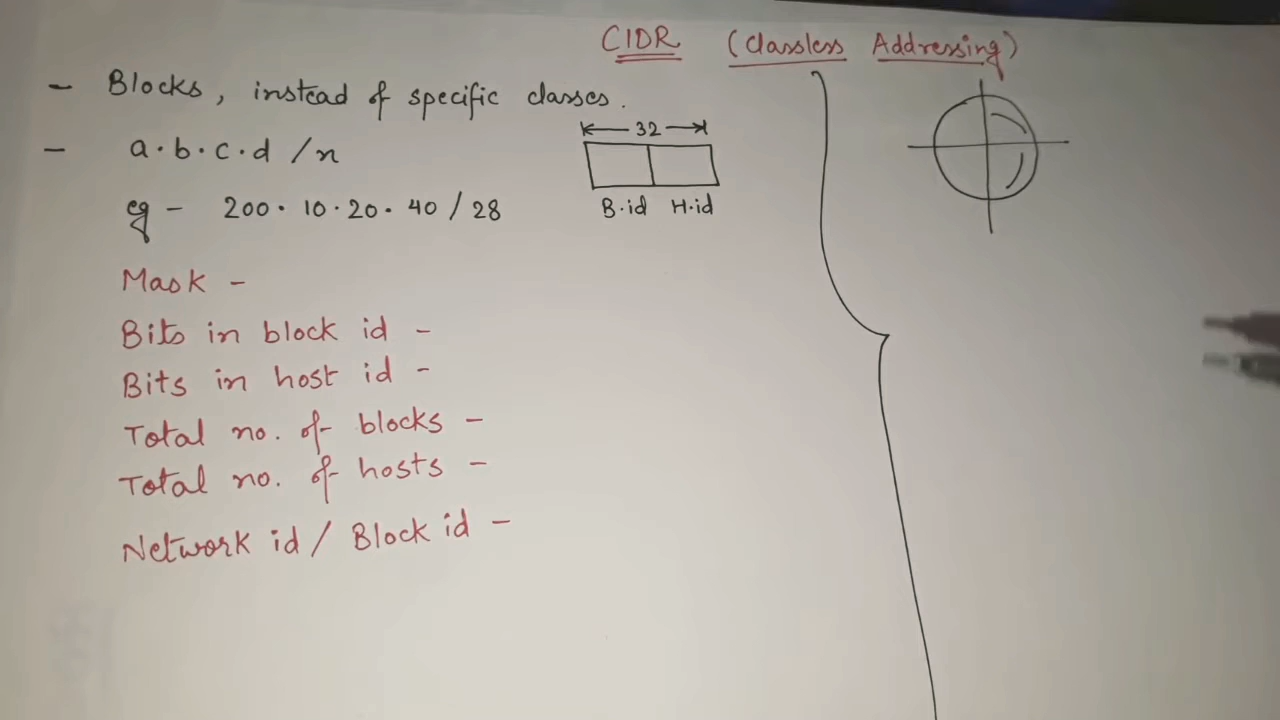 CIDR (Classless Addressing)
- Blocks, instead of specific classes.
- a.b.c.d /n
32
B.id H.id
eg - 200.10.20.40/28
Mask -
Bits in block id -
Bits in host id -
Total no. of blocks -
Total no. of hosts -
Network id / Block id -